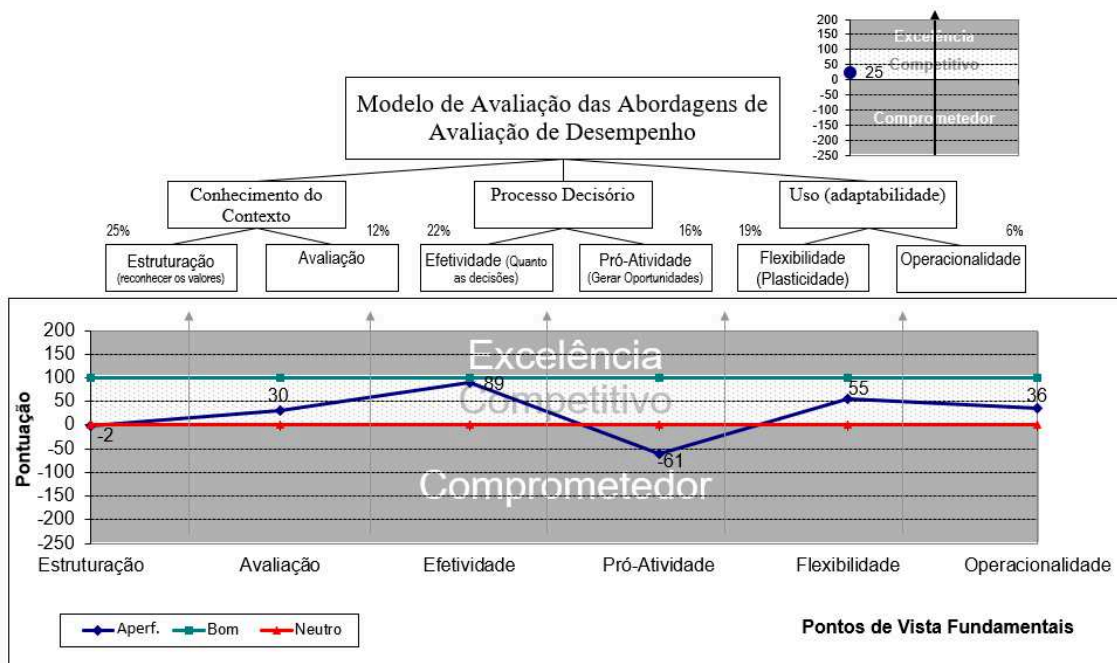 200
150
100
50
0
-50
-100
-150
-200
-250
Excelência
Competitivo
Comprometedor
25
Modelo de Avaliação das Abordagens de
Avaliação de Desempenho
Conhecimento do
Contexto
Processo Decisório
Uso (adaptabilidade)
25%
12%
22%
16%
19%
6%
Estruturação
(reconhecer os valores)
Avaliação
Efetividade (Quanto
as decisões)
Pró-Atividade
(Gerar Oportunidades)
Flexibilidade
(Plasticidade)
Operacionalidade
Pontuação
200
150
100
50
0
-50
-100
-150
-200
-250
Excelência
Competitivo
Comprometedor
-2
30
89
-61
55
36
Estruturação
Avaliação
Efetividade
Pró-Atividade
Flexibilidade
Operacionalidade
Aperf.
Bom
Neutro
Pontos de Vista Fundamentais